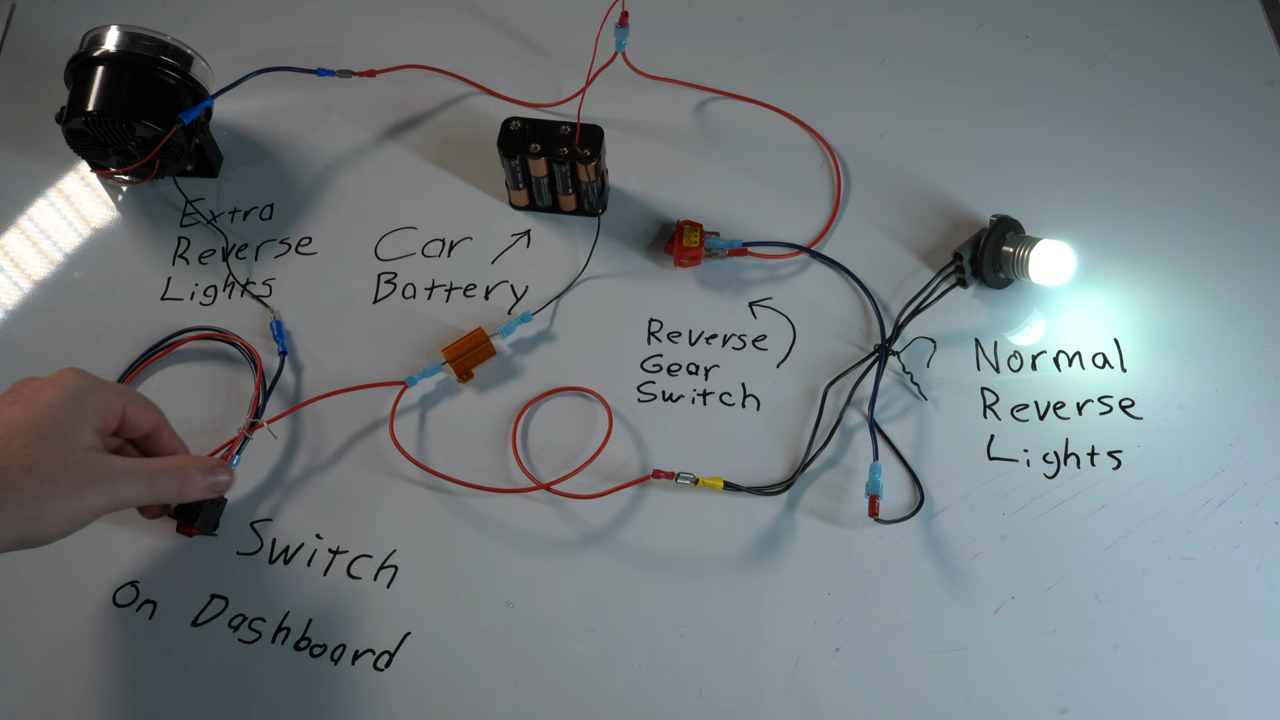 Extra
Reverse
Lights
Car
Battery
Reverse
Gear
Switch
Normal
Reverse
Lights
Switch
On Dashboard